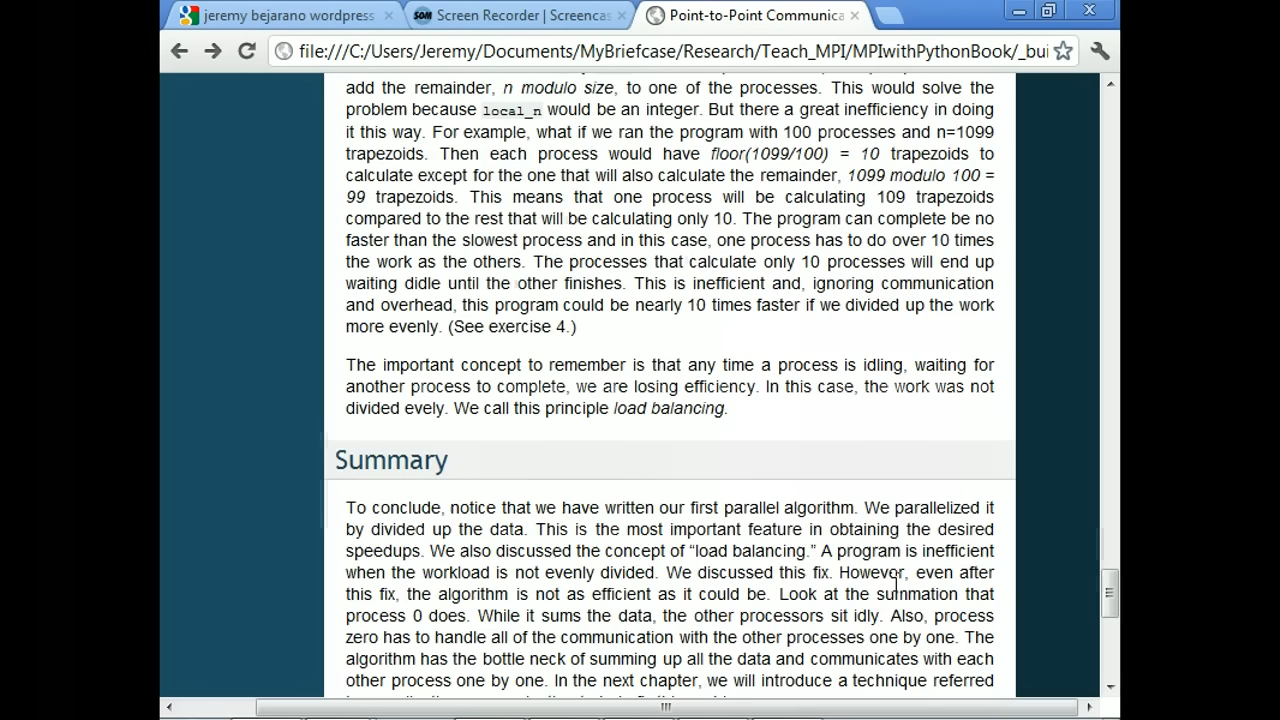 jeremy bejarano wordpress
Screen Recorder | Screencas
Point-to-Point Communica
file:///C:/Users/Jeremy/Documents/MyBriefcase/Research/Teach_MPI/MPIwithPythonBook/_bui
add the remainder, n modulo size, to one of the processes. This would solve the
problem because local_n would be an integer. But there a great inefficiency in doing
it this way. For example, what if we ran the program with 100 processes and n=1099
trapezoids. Then each process would have floor(1099/100) = 10 trapezoids to
calculate except for the one that will also calculate the remainder, 1099 modulo 100 =
99 trapezoids. This means that one process will be calculating 109 trapezoids
compared to the rest that will be calculating only 10. The program can complete be no
faster than the slowest process and in this case, one process has to do over 10 times
the work as the others. The processes that calculate only 10 processes will end up
waiting didle until the other finishes. This is inefficient and, ignoring communication
and overhead, this program could be nearly 10 times faster if we divided up the work
more evenly. (See exercise 4.)
The important concept to remember is that any time a process is idling, waiting for
another process to complete, we are losing efficiency. In this case, the work was not
divided evely. We call this principle load balancing.
Summary
To conclude, notice that we have written our first parallel algorithm. We parallelized it
by divided up the data. This is the most important feature in obtaining the desired
speedups. We also discussed the concept of “load balancing.” A program is inefficient
when the workload is not evenly divided. We discussed this fix. However, even after
this fix, the algorithm is not as efficient as it could be. Look at the summation that
process 0 does. While it sums the data, the other processors sit idly. Also, process
zero has to handle all of the communication with the other processes one by one. The
algorithm has the bottle neck of summing up all the data and communicates with each
other process one by one. In the next chapter, we will introduce a technique referred